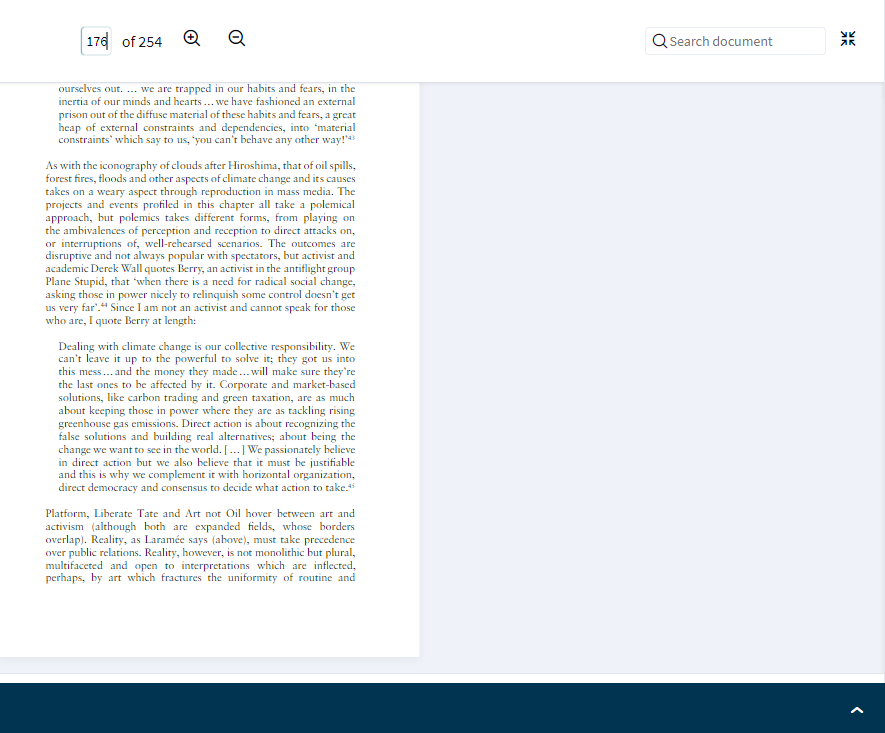 176 of 254
Search document
ourselves out. … we are trapped in our habits and fears, in the
inertia of our minds and hearts … we have fashioned an external
prison out of the diffuse material of these habits and fears, a great
heap of external constraints and dependencies, into ‘material
constraints’ which say to us, ‘you can’t behave any other way!’⁴³
As with the iconography of clouds after Hiroshima, that of oil spills,
forest fires, floods and other aspects of climate change and its causes
takes on a weary aspect through reproduction in mass media. The
projects and events profiled in this chapter all take a polemical
approach, but polemics takes different forms, from playing on
the ambivalences of perception and reception to direct attacks on,
or interruptions of, well-rehearsed scenarios. The outcomes are
disruptive and not always popular with spectators, but activist and
academic Derek Wall quotes Berry, an activist in the antiflight group
Plane Stupid, that ‘when there is a need for radical social change,
asking those in power nicely to relinquish some control doesn’t get
us very far’.⁴⁴ Since I am not an activist and cannot speak for those
who are, I quote Berry at length:
Dealing with climate change is our collective responsibility. We
can’t leave it up to the powerful to solve it; they got us into
this mess … and the money they made … will make sure they’re
the last ones to be affected by it. Corporate and market-based
solutions, like carbon trading and green taxation, are as much
about keeping those in power where they are as tackling rising
greenhouse gas emissions. Direct action is about recognizing the
false solutions and building real alternatives; about being the
change we want to see in the world. [ … ] We passionately believe
in direct action but we also believe that it must be justifiable
and this is why we complement it with horizontal organization,
direct democracy and consensus to decide what action to take.⁴⁵
Platform, Liberate Tate and Art not Oil hover between art and
activism (although both are expanded fields, whose borders
overlap). Reality, as Laramée says (above), must take precedence
over public relations. Reality, however, is not monolithic but plural,
multifaceted and open to interpretations which are inflected,
perhaps, by art which fractures the uniformity of routine and